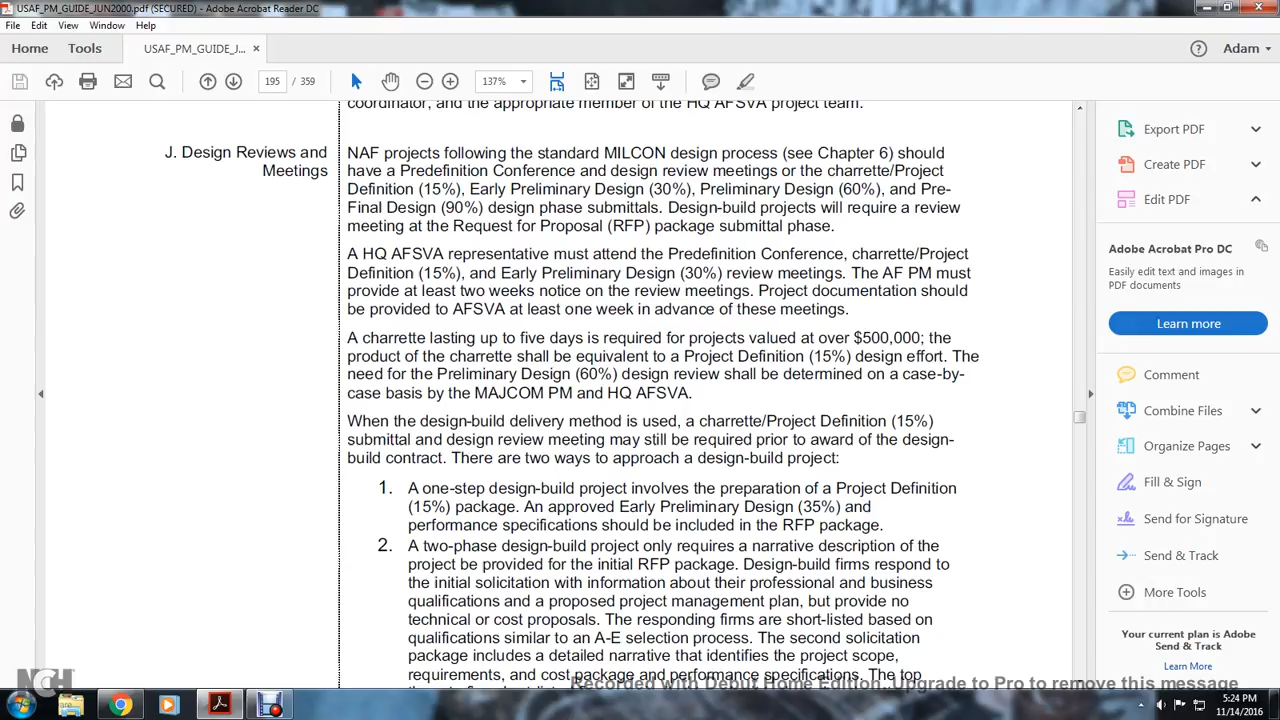 USAF_PM_GUIDE_JUN2000.pdf (SECURED) - Adobe Acrobat Reader DC
File Edit View Window Help
Home Tools USAF_PM_GUIDE_J... × Adam
195 / 359 137%
coordinator, and the appropriate member of the HQ AFSVA project team.
J. Design Reviews and
Meetings
NAF projects following the standard MILCON design process (see Chapter 6) should
have a Predefinition Conference and design review meetings or the charrette/Project
Definition (15%), Early Preliminary Design (30%), Preliminary Design (60%), and Pre-
Final Design (90%) design phase submittals. Design-build projects will require a review
meeting at the Request for Proposal (RFP) package submittal phase.
A HQ AFSVA representative must attend the Predefinition Conference, charrette/Project
Definition (15%), and Early Preliminary Design (30%) review meetings. The AF PM must
provide at least two weeks notice on the review meetings. Project documentation should
be provided to AFSVA at least one week in advance of these meetings.
A charrette lasting up to five days is required for projects valued at over $500,000; the
product of the charrette shall be equivalent to a Project Definition (15%) design effort. The
need for the Preliminary Design (60%) design review shall be determined on a case-by-
case basis by the MAJCOM PM and HQ AFSVA.
When the design-build delivery method is used, a charrette/Project Definition (15%)
submittal and design review meeting may still be required prior to award of the design-
build contract. There are two ways to approach a design-build project:
1. A one-step design-build project involves the preparation of a Project Definition
(15%) package. An approved Early Preliminary Design (35%) and
performance specifications should be included in the RFP package.
2. A two-phase design-build project only requires a narrative description of the
project be provided for the initial RFP package. Design-build firms respond to
the initial solicitation with information about their professional and business
qualifications and a proposed project management plan, but provide no
technical or cost proposals. The responding firms are short-listed based on
qualifications similar to an A-E selection process. The second solicitation
package includes a detailed narrative that identifies the project scope,
requirements, and cost package and performance specifications. The top
Export PDF
Create PDF
Edit PDF
Adobe Acrobat Pro DC
Easily edit text and images in
PDF documents
Learn more
Comment
Combine Files
Organize Pages
Fill & Sign
Send for Signature
Send & Track
More Tools
Your current plan is Adobe
Send & Track
Learn More
NCH
Recorded with Debut Home Edition. Upgrade to Pro to remove this message
5:24 PM
11/14/2016